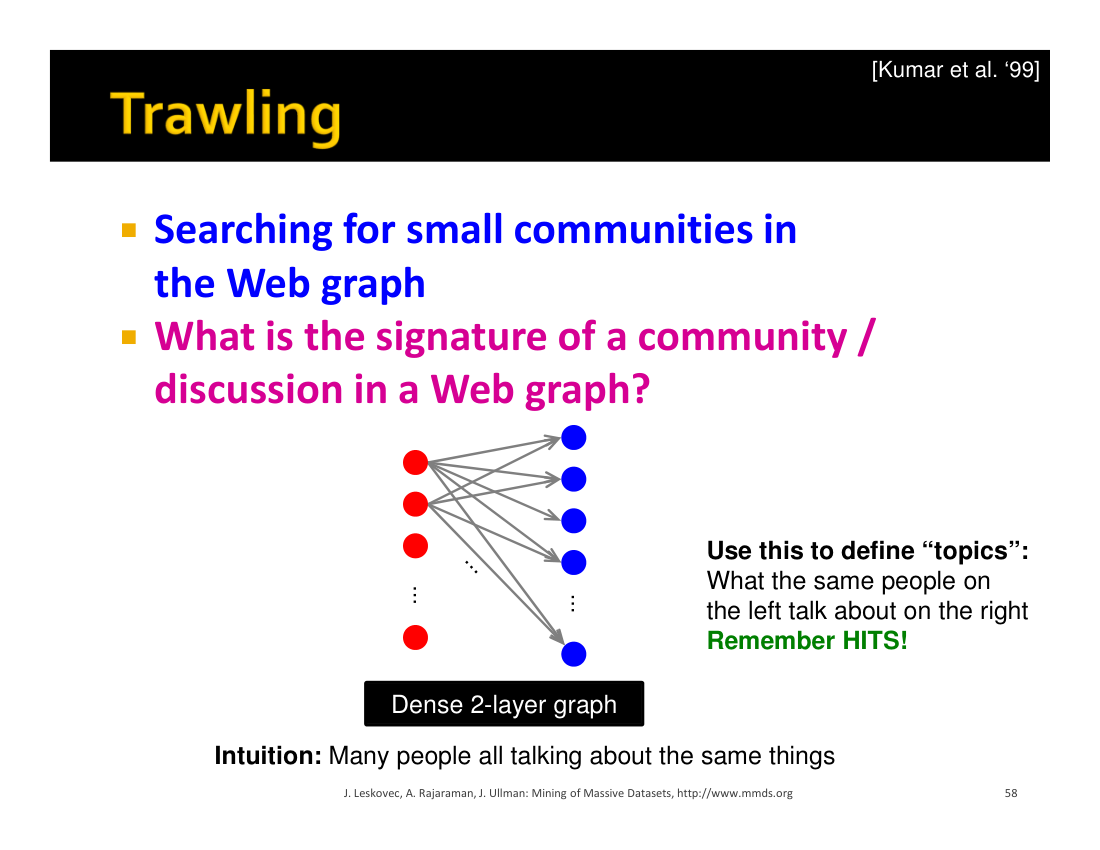 [Kumar et al. ‘99]
Trawling
Searching for small communities in
the Web graph
What is the signature of a community /
discussion in a Web graph?
...
...
...
Use this to define “topics”:
What the same people on
the left talk about on the right
Remember HITS!
Dense 2-layer graph
Intuition: Many people all talking about the same things
J. Leskovec, A. Rajaraman, J. Ullman: Mining of Massive Datasets, http://www.mmds.org
58